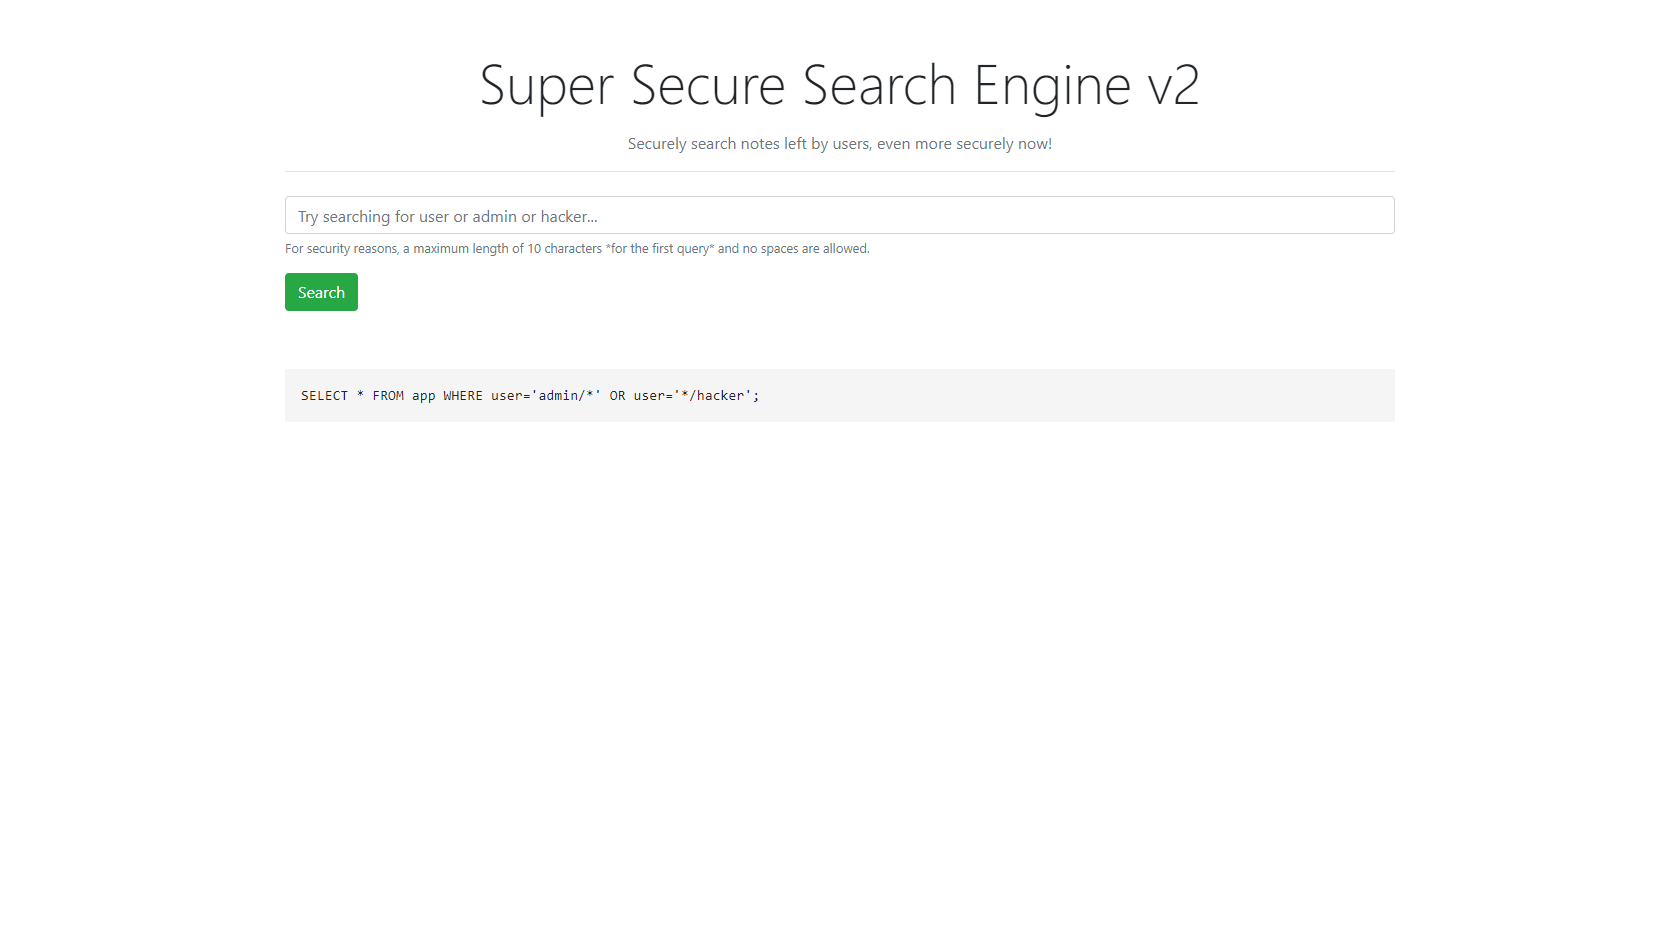 Super Secure Search Engine v2
Securely search notes left by users, even more securely now!
Try searching for user or admin or hacker...
For security reasons, a maximum length of 10 characters *for the first query* and no spaces are allowed.
Search
SELECT * FROM app WHERE user='admin/*' OR user='*/hacker';